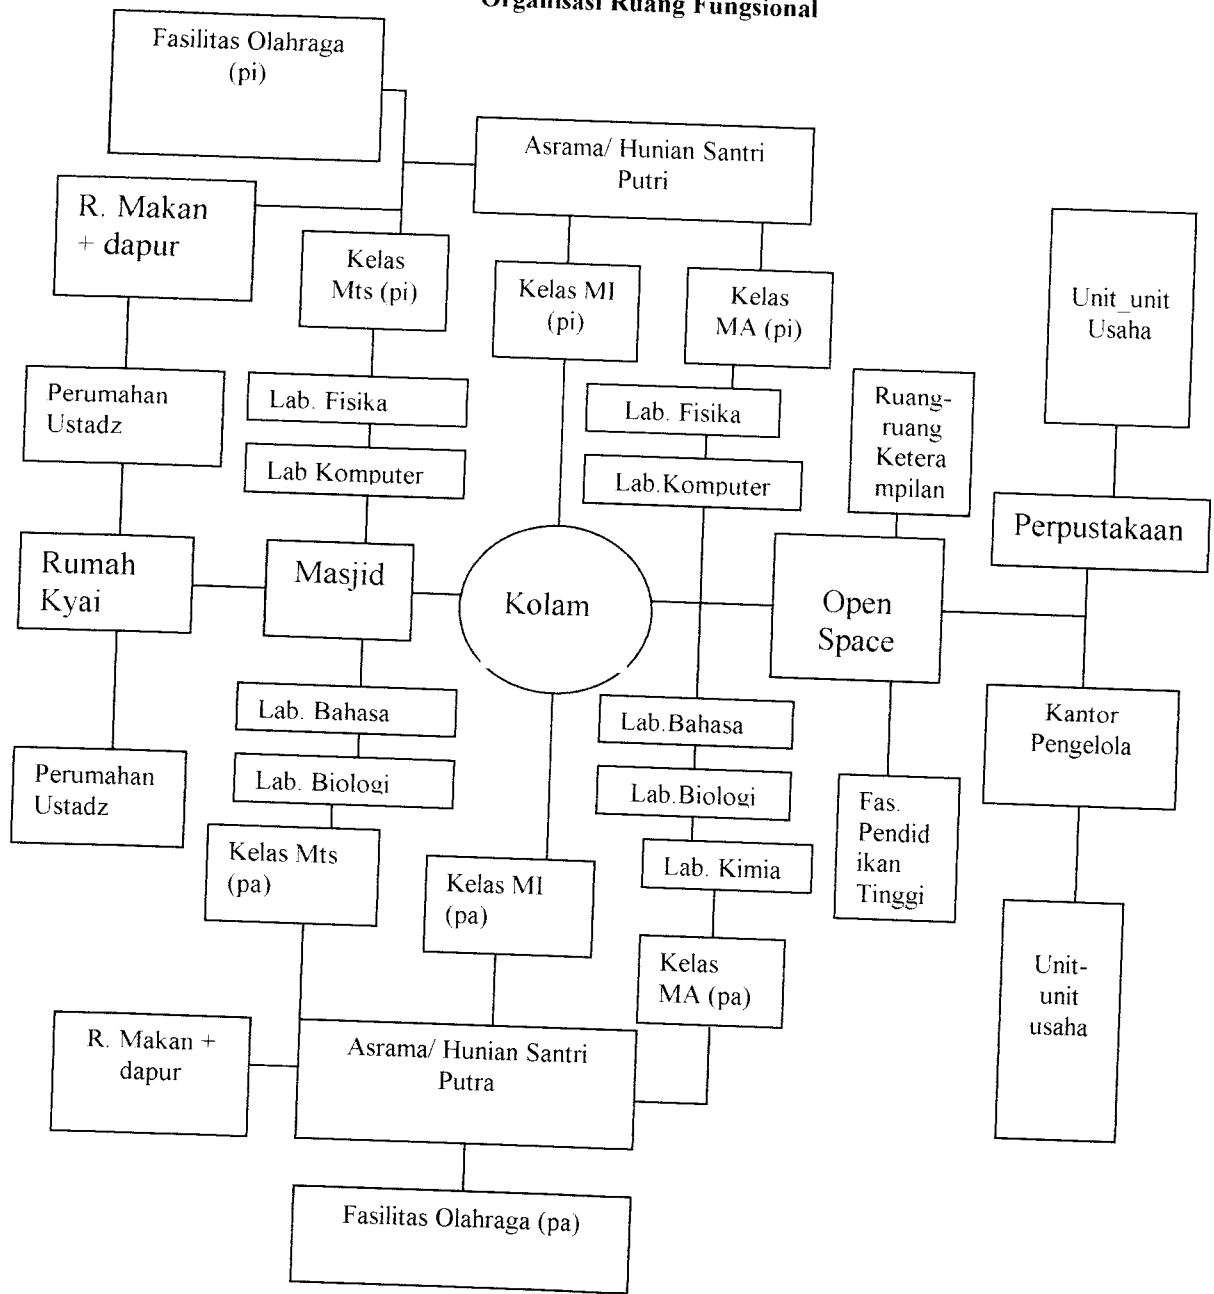 Organisasi Ruang Fungsional
Fasilitas Olahraga
(pi)
Asrama/ Hunian Santri
Putri
R. Makan
+ dapur
Kelas
Mts (pi)
Kelas MI
(pi)
Kelas
MA (pi)
Unit_unit
Usaha
Perumahan
Ustadz
Lab. Fisika
Lab Komputer
Lab. Fisika
Lab.Komputer
Ruang-
ruang
Ketera
mpilan
Perpustakaan
Rumah
Kyai
Masjid
Kolam
Open
Space
Lab. Bahasa
Lab. Biologi
Lab.Bahasa
Lab.Biologi
Lab. Kimia
Kantor
Pengelola
Perumahan
Ustadz
Fas.
Pendid
ikan
Tinggi
Kelas Mts
(pa)
Kelas MI
(pa)
Kelas
MA (pa)
Unit-
unit
usaha
R. Makan +
dapur
Asrama/ Hunian Santri
Putra
Fasilitas Olahraga (pa)